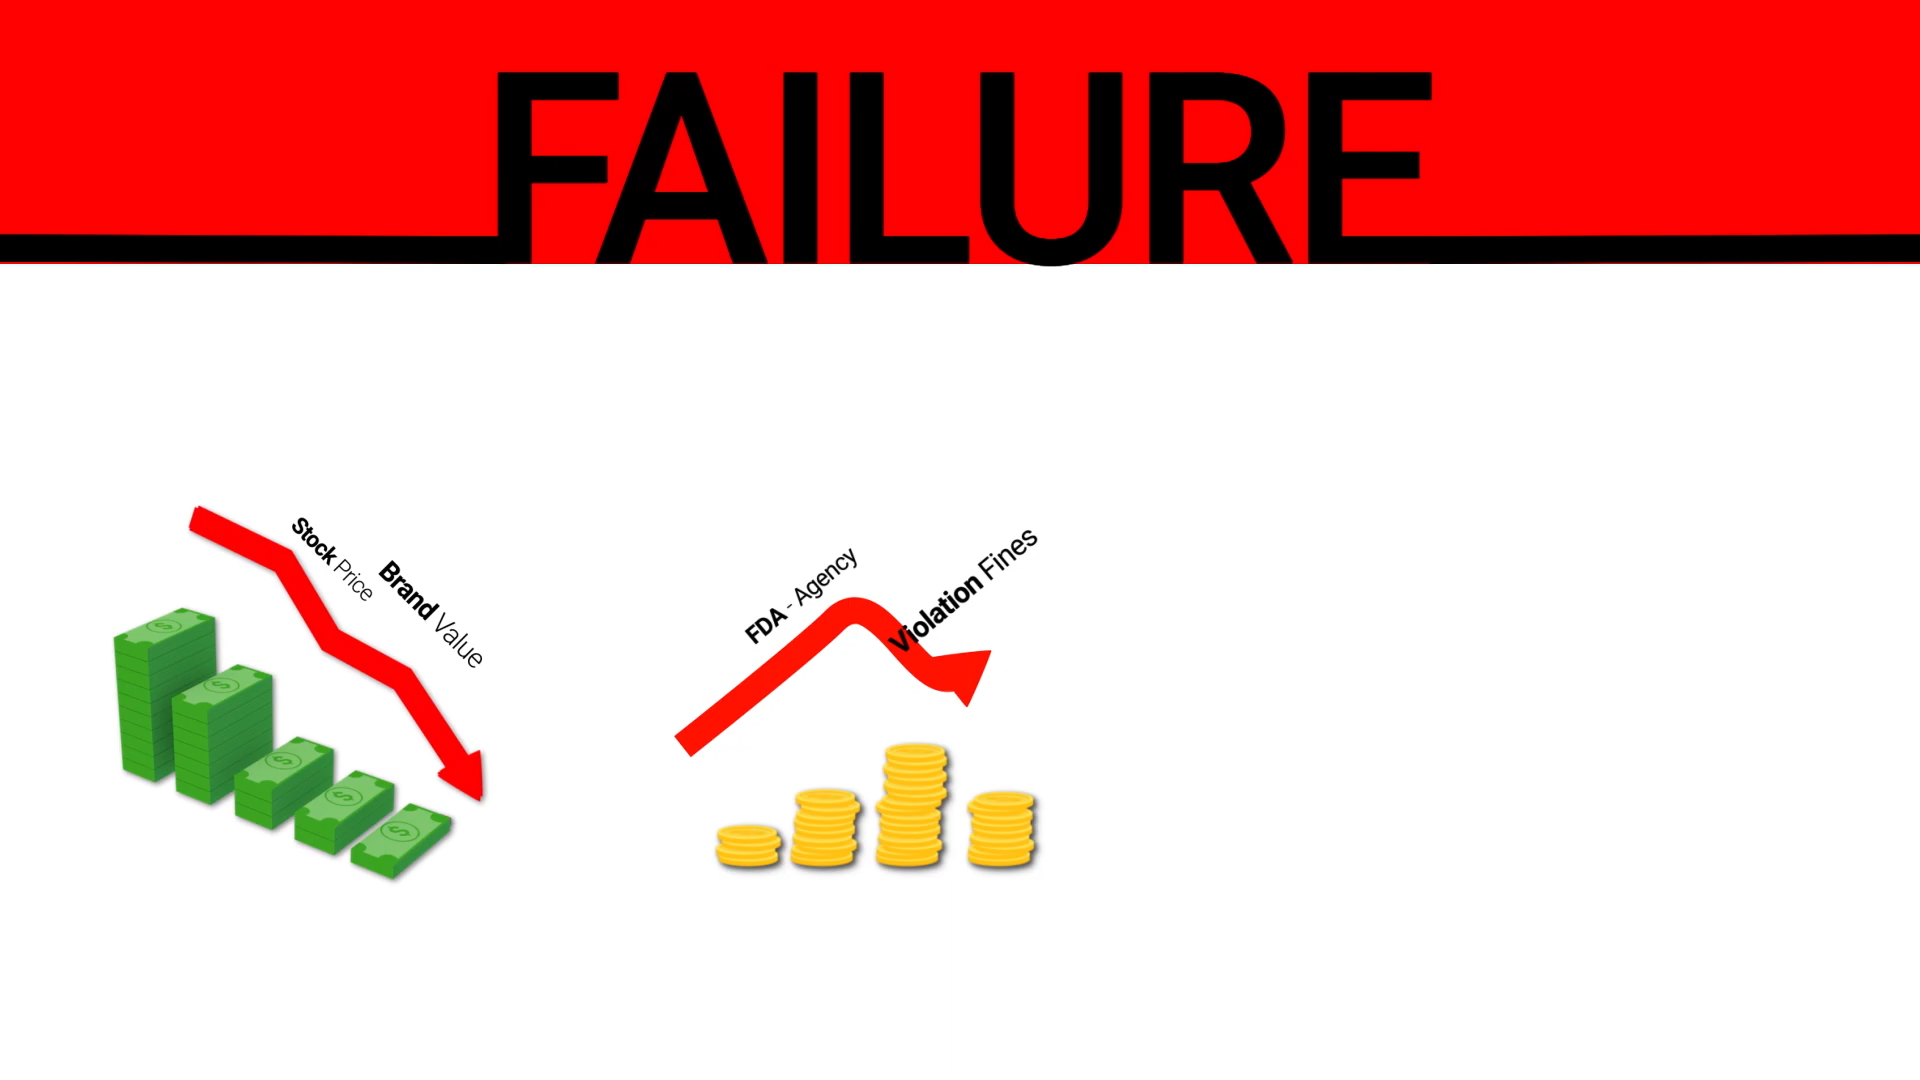 FAILURE
Stock Price
Brand Value
FDA - Agency
Violation Fines